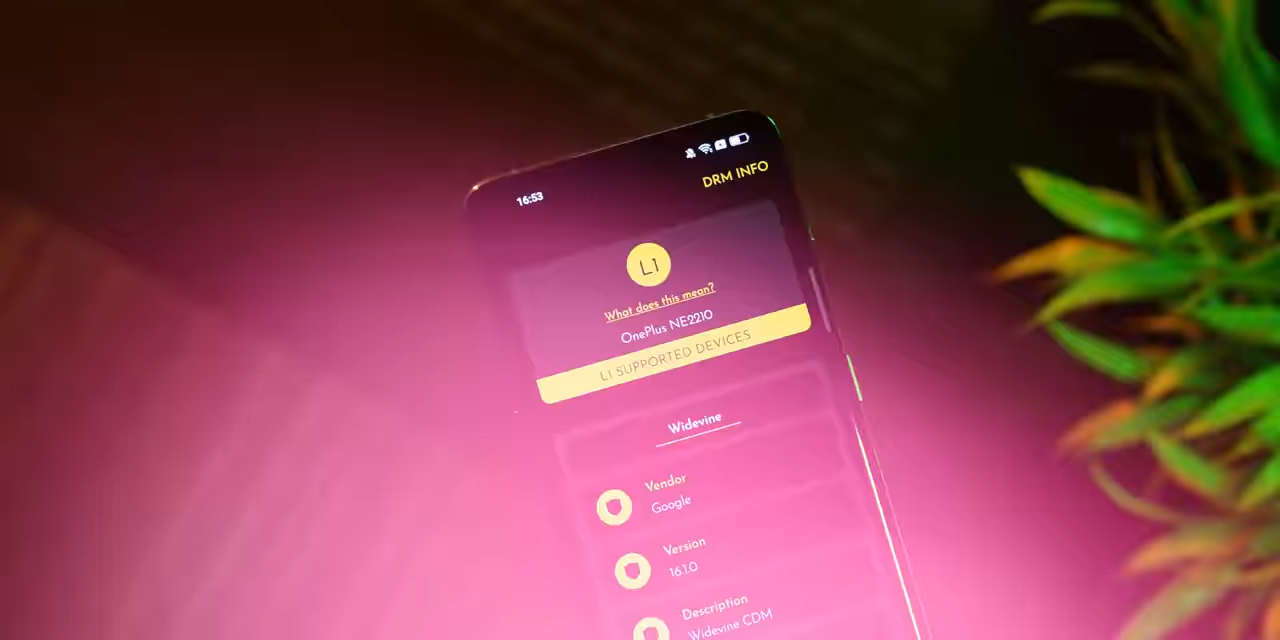 16:53
DRM INFO
L1
What does this mean?
OnePlus NE2210
L1 SUPPORTED DEVICES
Widevine
Vendor
Google
Version
16.1.0
Description
Widevine CDM